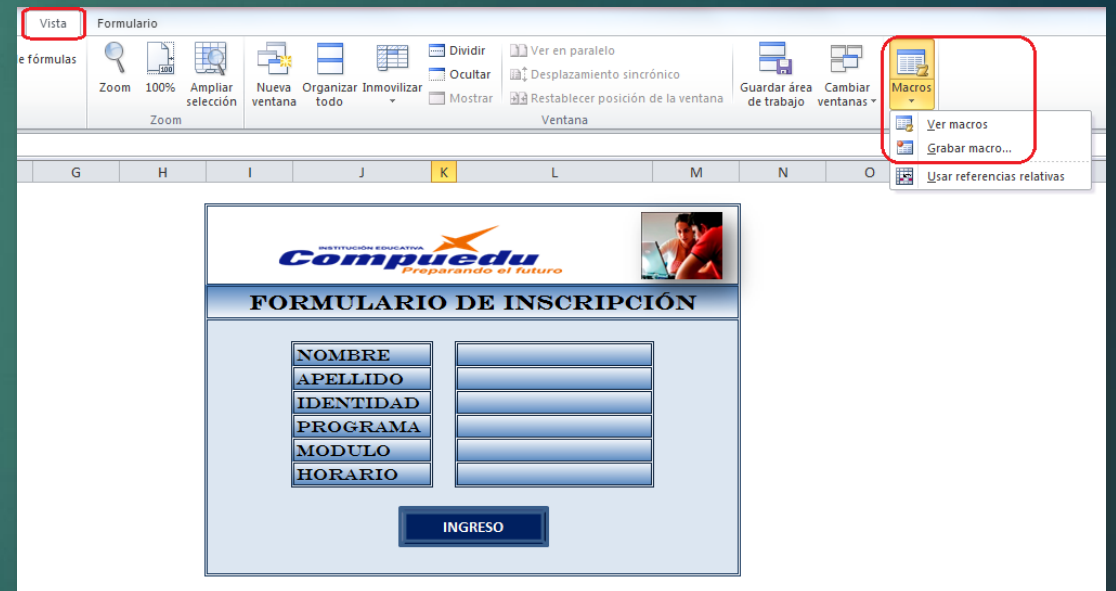 Vista Formulario
e fórmulas
Zoom 100% Ampliar selección
Zoom
Nueva ventana Organizar todo Inmovilizar
Dividir
Ocultar
Mostrar
Ver en paralelo
Desplazamiento sincrónico
Restablecer posición de la ventana
Guardar área de trabajo Cambiar ventanas
Ventana
Macros
Ver macros
Grabar macro...
Usar referencias relativas
G H I J K L M N O
INSTITUCIÓN EDUCATIVA
Compuedu
Preparando el futuro
FORMULARIO DE INSCRIPCIÓN
NOMBRE
APELLIDO
IDENTIDAD
PROGRAMA
MODULO
HORARIO
INGRESO